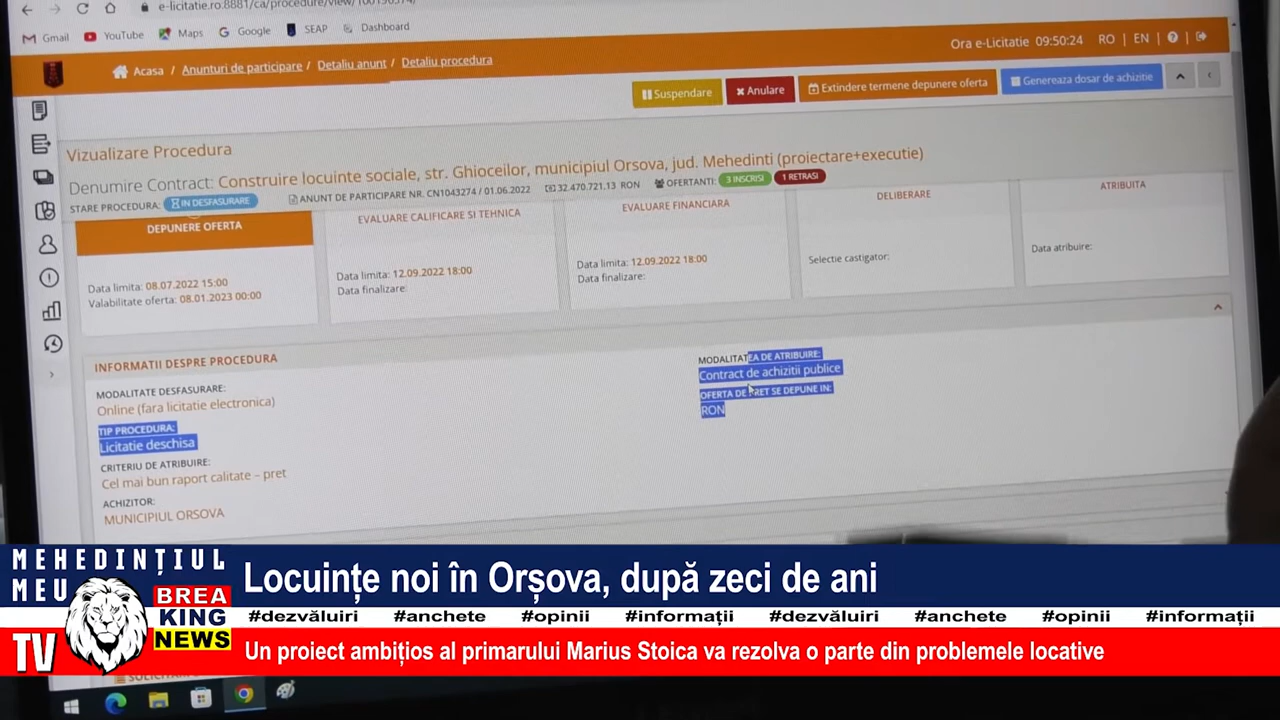 e-licitatie.ro:8881/ca/procedure/view/100150574/
Gmail YouTube Maps Google SEAP Dashboard
Ora e-Licitatie 09:50:24 RO | EN |
Acasa / Anunturi de participare / Detaliu anunt / Detaliu procedura
Suspendare Anulare Extindere termene depunere oferta Genereaza dosar de achizitie
Vizualizare Procedura
Denumire Contract: Construire locuinte sociale, str. Ghioceilor, municipiul Orsova, jud. Mehedinti (proiectare+executie)
STARE PROCEDURA: IN DESFASURARE ANUNT DE PARTICIPARE NR. CN1043274 / 01.06.2022 32.470.721,13 RON OFERTANTI: 3 INSCRISI 1 RETRASI
DEPUNERE OFERTA
Data limita: 08.07.2022 15:00
Valabilitate oferta: 08.01.2023 00:00
EVALUARE CALIFICARE SI TEHNICA
Data limita: 12.09.2022 18:00
Data finalizare:
EVALUARE FINANCIARA
Data limita: 12.09.2022 18:00
Data finalizare:
DELIBERARE
Selectie castigator:
ATRIBUITA
Data atribuire:
INFORMATII DESPRE PROCEDURA
MODALITATE DESFASURARE:
Online (fara licitatie electronica)
TIP PROCEDURA:
Licitatie deschisa
CRITERIU DE ATRIBUIRE:
Cel mai bun raport calitate – pret
ACHIZITOR:
MUNICIPIUL ORSOVA
MODALITATEA DE ATRIBUIRE:
Contract de achizitii publice
OFERTA DE PRET SE DEPUNE IN:
RON
MEHEDINȚIUL
MEU
TV
BREA
KING
NEWS
Locuințe noi în Orșova, după zeci de ani
#dezvăluiri #anchete #opinii #informații #dezvăluiri #anchete #opinii #informații
Un proiect ambițios al primarului Marius Stoica va rezolva o parte din problemele locative